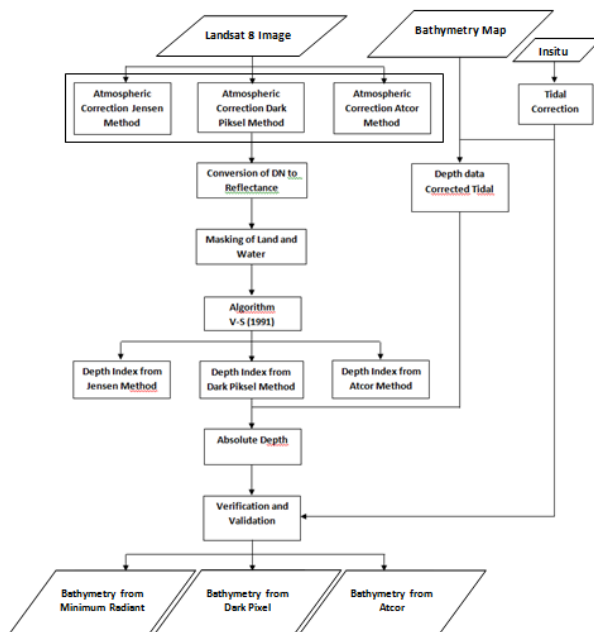 Landsat 8 Image
Bathymetry Map
Insitu
Atmospheric
Correction Jensen
Method
Atmospheric
Correction Dark
Piksel Method
Atmospheric
Correction Atcor
Method
Tidal
Correction
Conversion of DN to
Reflectance
Depth data
Corrected Tidal
Masking of Land and
Water
Algorithm
V-S (1991)
Depth Index from
Jensen Method
Depth Index from
Dark Piksel Method
Depth Index from
Atcor Method
Absolute Depth
Verification and
Validation
Bathymetry from
Minimum Radiant
Bathymetry from
Dark Pixel
Bathymetry from
Atcor